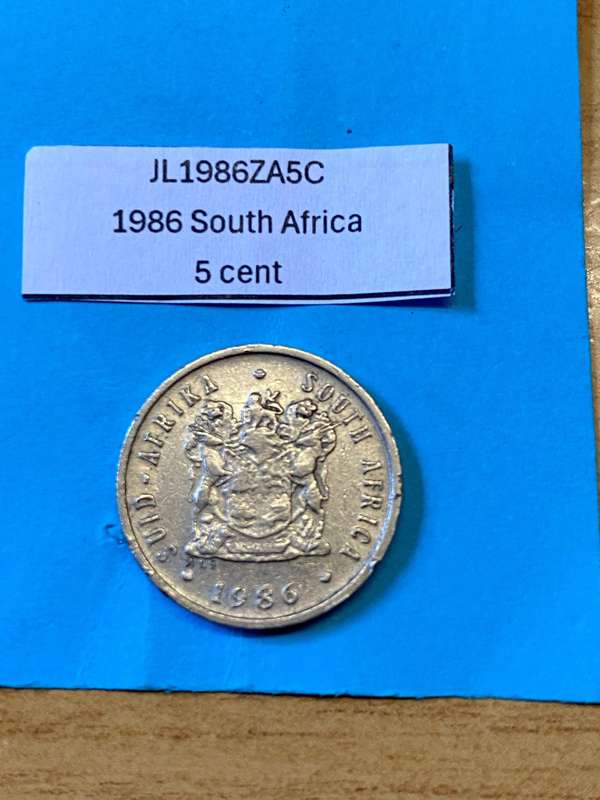 JL1986ZA5C
1986 South Africa
5 cent
SUID-AFRIKA · SOUTH AFRICA
· 1986 ·